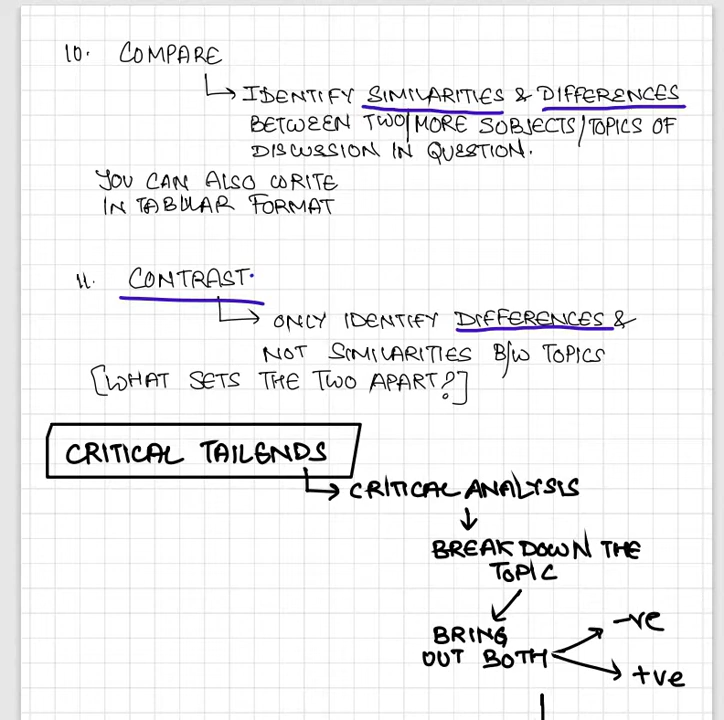 10. COMPARE
IDENTIFY SIMILARITIES & DIFFERENCES
BETWEEN TWO/MORE SOBJECTS/TOPICS OF
DISCUSSION IN QUESTION.
YOU CAN ALSO WRITE
IN TABULAR FORMAT
11. CONTRAST.
ONLY IDENTIFY DIFFERENCES &
NOT SIMILARITIES B/W TOPICS
[WHAT SETS THE TWO APART?]
CRITICAL TAILENDS
CRITICAL ANALYSIS
BREAK DOWN THE
TOPIC
BRING
OUT BOTH
-ve
+ve